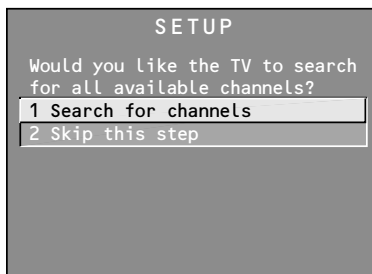 SETUP
Would you like the TV to search
for all available channels?
1 Search for channels
2 Skip this step